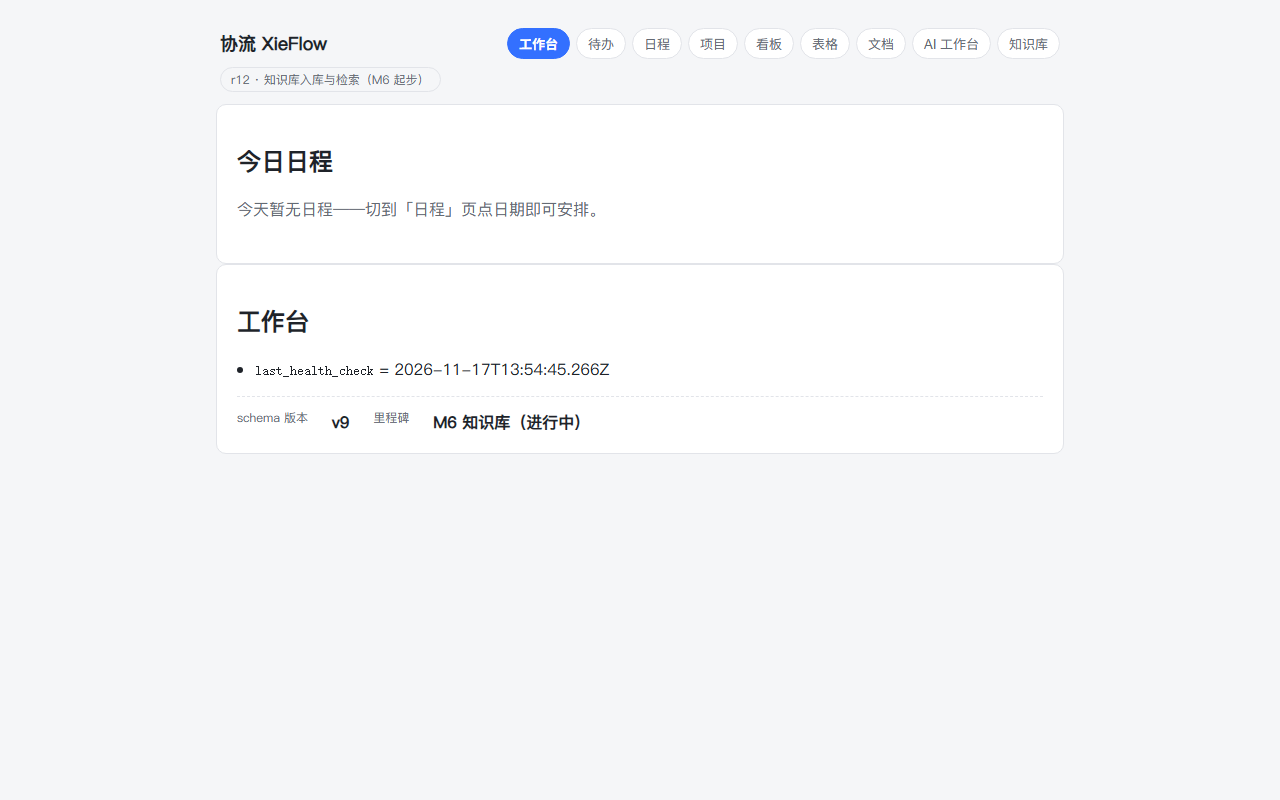 协流 XieFlow
工作台 待办 日程 项目 看板 表格 文档 AI 工作台 知识库
r12 · 知识库入库与检索（M6 起步）
今日日程
今天暂无日程——切到「日程」页点日期即可安排。
工作台
last_health_check = 2026-11-17T13:54:45.266Z
schema 版本 v9 里程碑 M6 知识库（进行中）